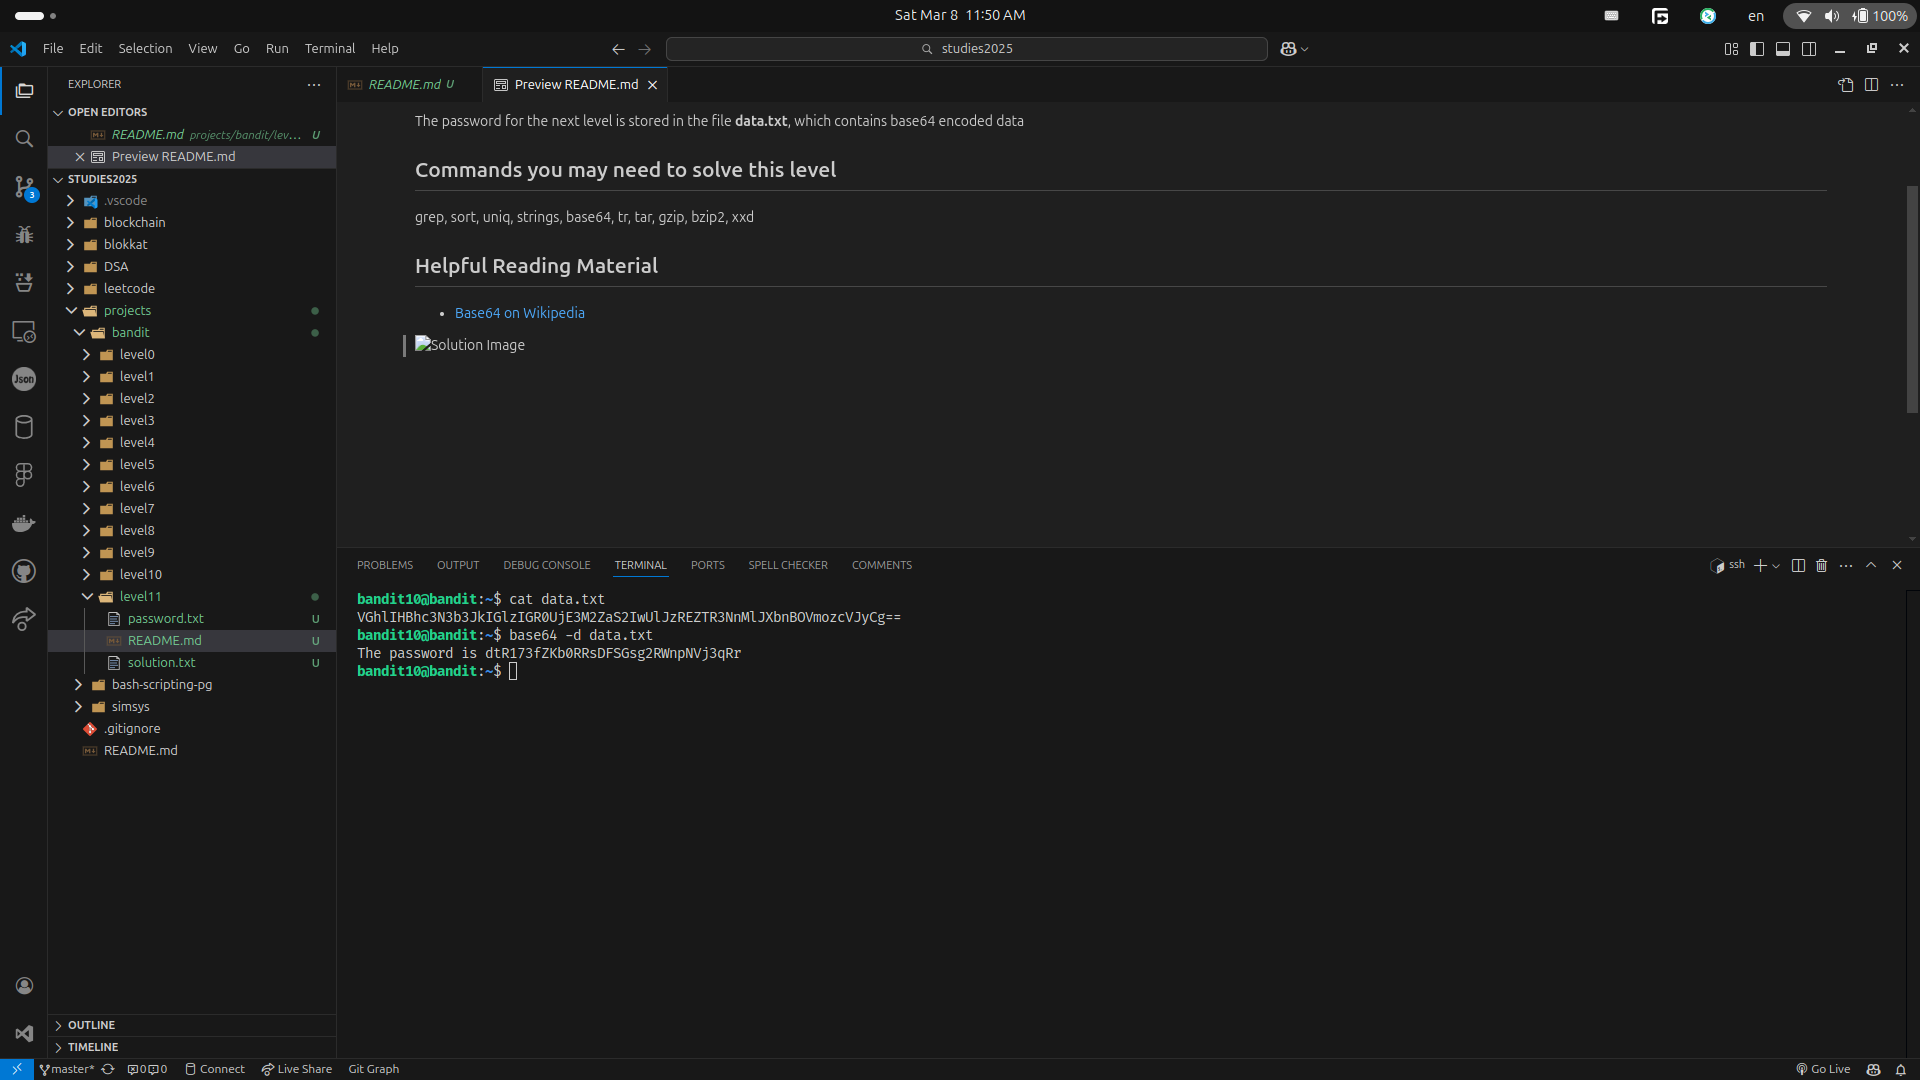 Sat Mar 8 11:50 AM
en
100%
File Edit Selection View Go Run Terminal Help
studies2025
EXPLORER
README.md U
Preview README.md
OPEN EDITORS
README.md projects/bandit/lev... U
Preview README.md
STUDIES2025
.vscode
blockchain
blokkat
DSA
leetcode
projects
bandit
level0
level1
level2
level3
level4
level5
level6
level7
level8
level9
level10
level11
password.txt U
README.md U
solution.txt U
bash-scripting-pg
simsys
.gitignore
README.md
OUTLINE
TIMELINE
3
Json
The password for the next level is stored in the file data.txt, which contains base64 encoded data
Commands you may need to solve this level
grep, sort, uniq, strings, base64, tr, tar, gzip, bzip2, xxd
Helpful Reading Material
• Base64 on Wikipedia
Solution Image
PROBLEMS OUTPUT DEBUG CONSOLE TERMINAL PORTS SPELL CHECKER COMMENTS
ssh
bandit10@bandit:~$ cat data.txt
VGhlIHBhc3N3b3JkIGlzIGR0UjE3M2ZaS2IwUlJzREZTR3NnMlJXbnBOVmozcVJyCg==
bandit10@bandit:~$ base64 -d data.txt
The password is dtR173fZKb0RRsDFSGsg2RWnpNVj3qRr
bandit10@bandit:~$
master* 0 0 Connect Live Share Git Graph
Go Live